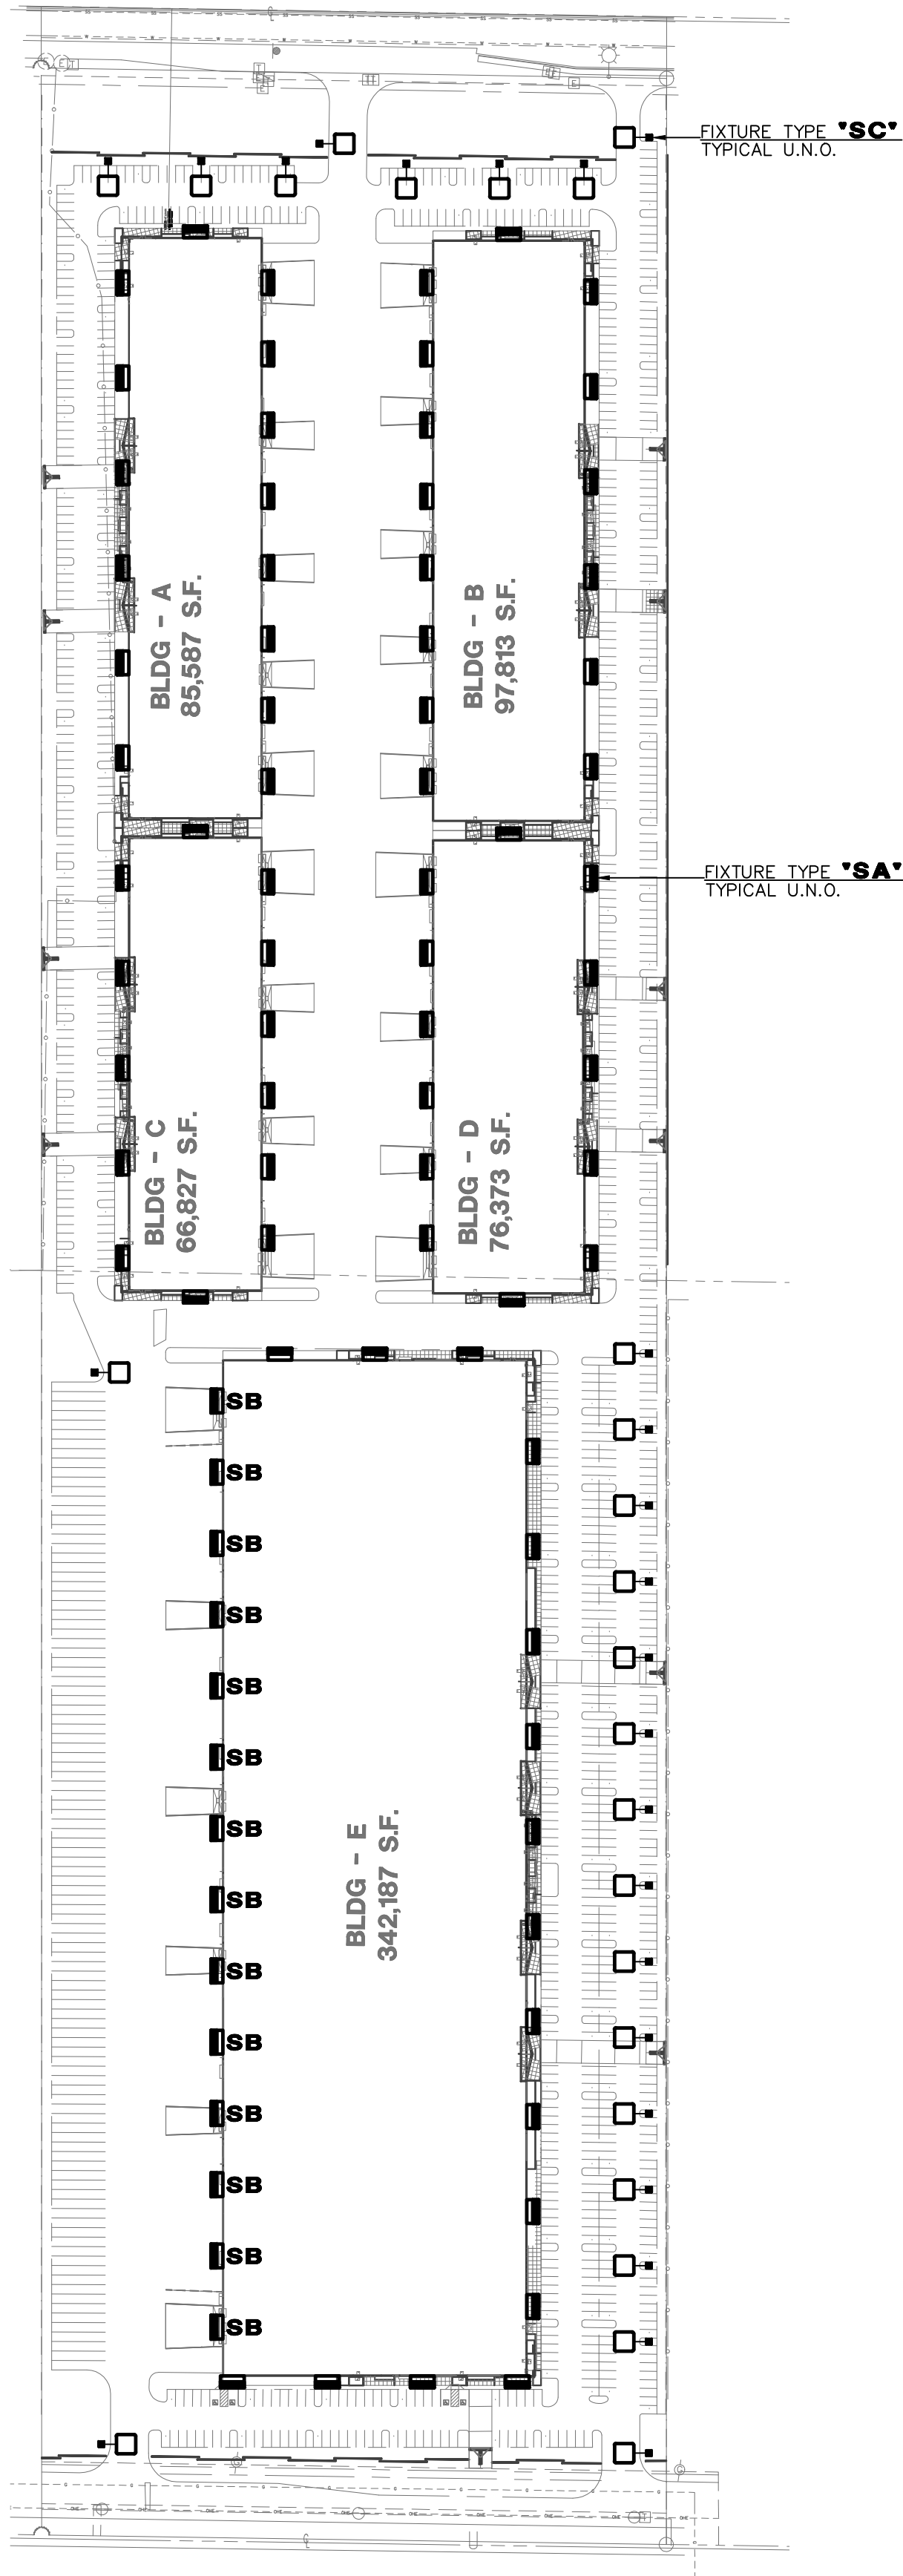 FIXTURE TYPE "SC"
TYPICAL U.N.O.
BLDG - A
85,587 S.F.
BLDG - B
97,813 S.F.
FIXTURE TYPE "SA"
TYPICAL U.N.O.
BLDG - C
66,827 S.F.
BLDG - D
76,373 S.F.
SB
SB
SB
SB
SB
SB
SB
BLDG - E
342,187 S.F.
SB
SB
SB
SB
SB
SB
SB